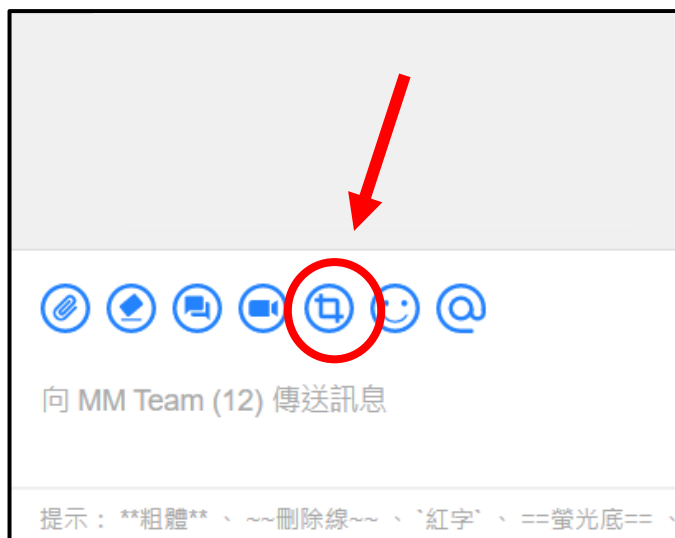 向 MM Team (12) 傳送訊息
提示： **粗體** 、 ~~刪除線~~ 、 `紅字` 、 ==螢光底== 、